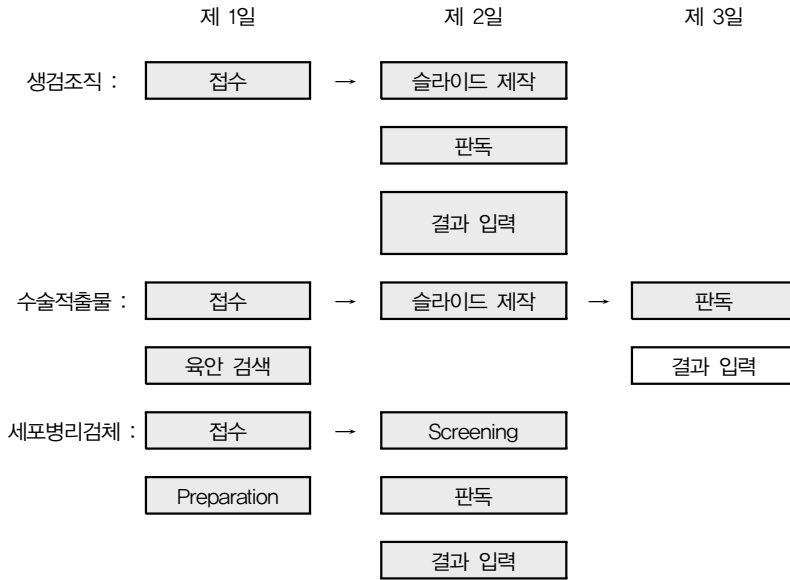 제 1일 제 2일 제 3일
생검조직 : 접수 → 슬라이드 제작
판독
결과 입력
수술적출물 : 접수 → 슬라이드 제작 → 판독
육안 검색 결과 입력
세포병리검체 : 접수 → Screening
Preparation 판독
결과 입력